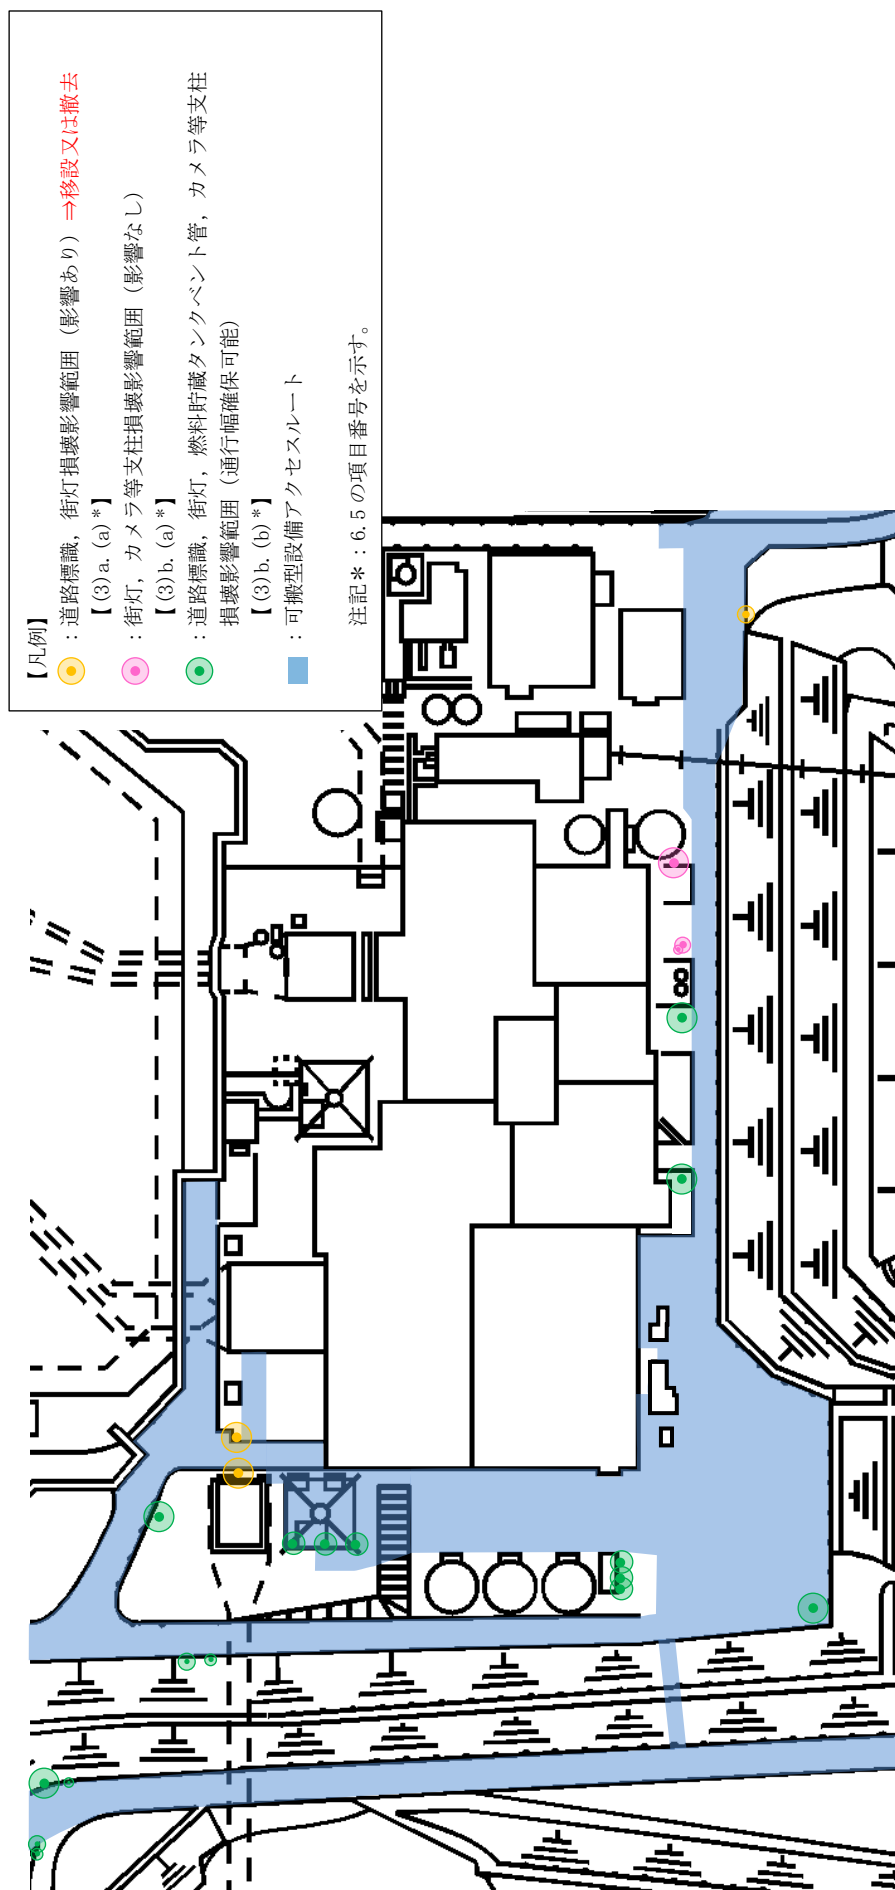 【凡例】
：道路標識，街灯損壊影響範囲（影響あり）⇒移設又は撤去
【(3)a.(a)＊】
：街灯，カメラ等支柱損壊影響範囲（影響なし）
【(3)b.(a)＊】
：道路標識，街灯，燃料貯蔵タンクベント管，カメラ等支柱
損壊影響範囲（通行幅確保可能）
【(3)b.(b)＊】
：可搬型設備アクセスルート
注記＊：6.5の項目番号を示す。